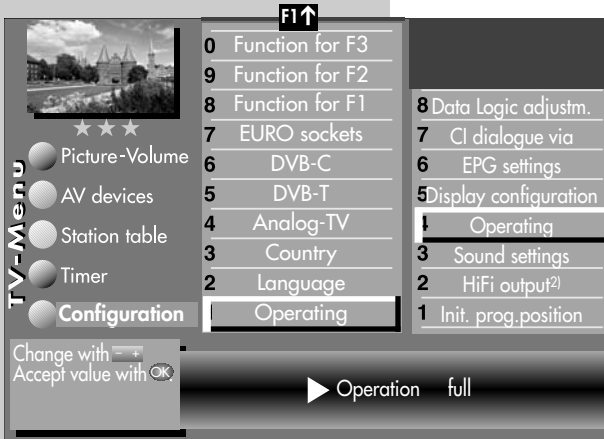 F1↑
0 Function for F3
9 Function for F2
8 Function for F1
7 EURO sockets
6 DVB-C
5 DVB-T
4 Analog-TV
3 Country
2 Language
Operating
8 Data Logic adjustm.
7 CI dialogue via
6 EPG settings
5 Display configuration
4 Operating
3 Sound settings
2 HiFi output2)
1 Init. prog.position
TV-Menu
Picture-Volume
AV devices
Station table
Timer
Configuration
Change with − +
Accept value with OK.
Operation full